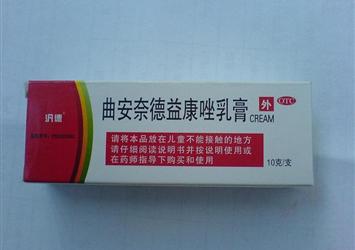 汎德
曲安奈德益康唑乳膏
CREAM
外
OTC
请将本品放在儿童不能接触的地方
请仔细阅读说明书并按说明使用或
在药师指导下购买和使用
10克/支